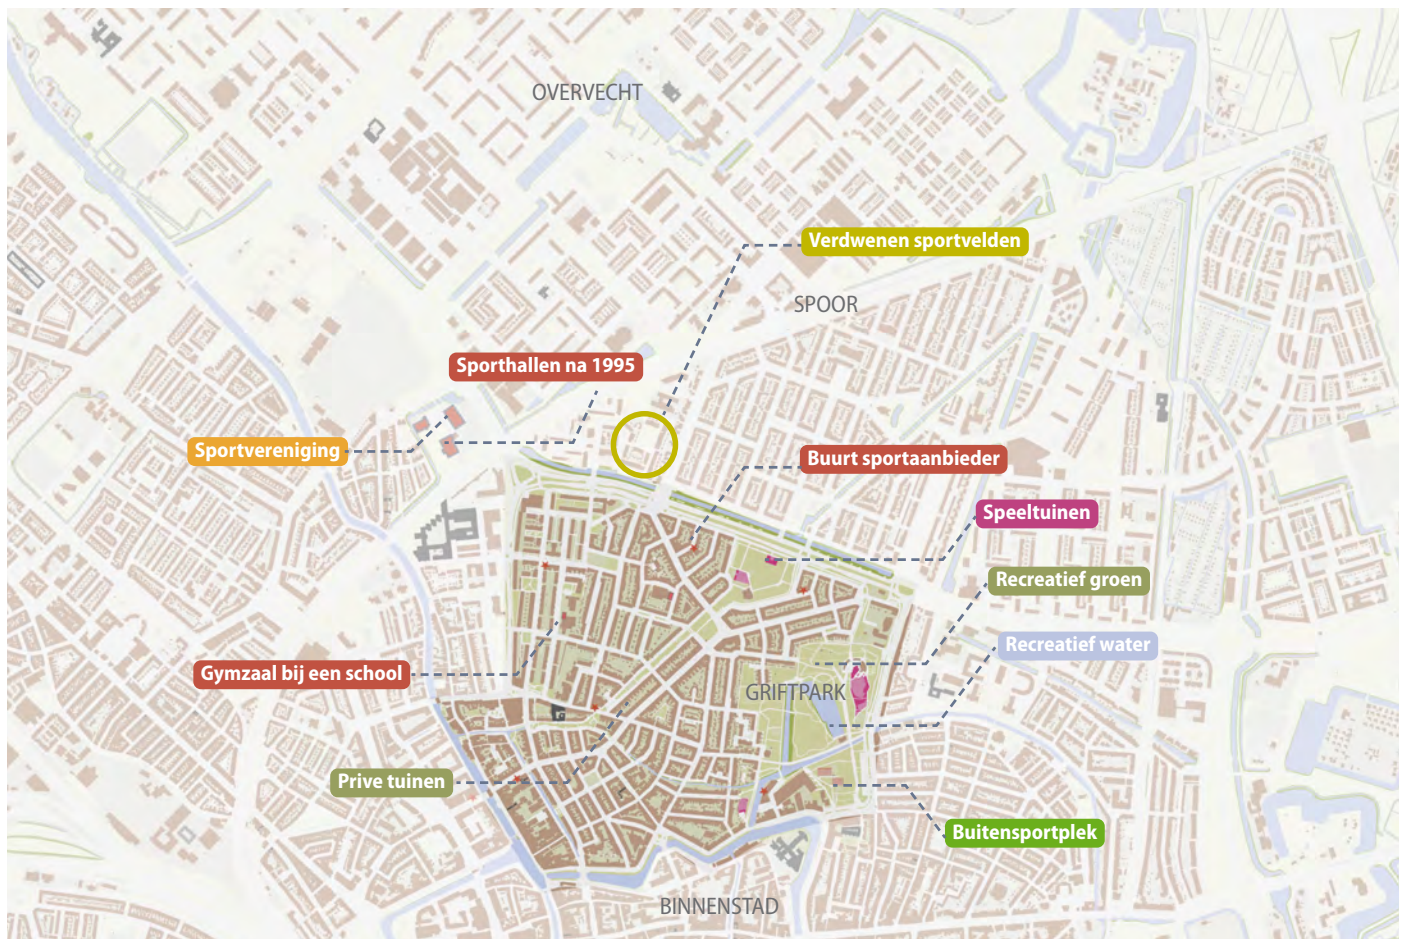 OVERVECHT
Verdwenen sportvelden
SPOOR
Sporthallen na 1995
Sportvereniging
Buurt sportaanbieder
Speeltuinen
Recreatief groen
Recreatief water
Gymzaal bij een school
GRIFTPARK
Prive tuinen
Buitensportplek
BINNENSTAD